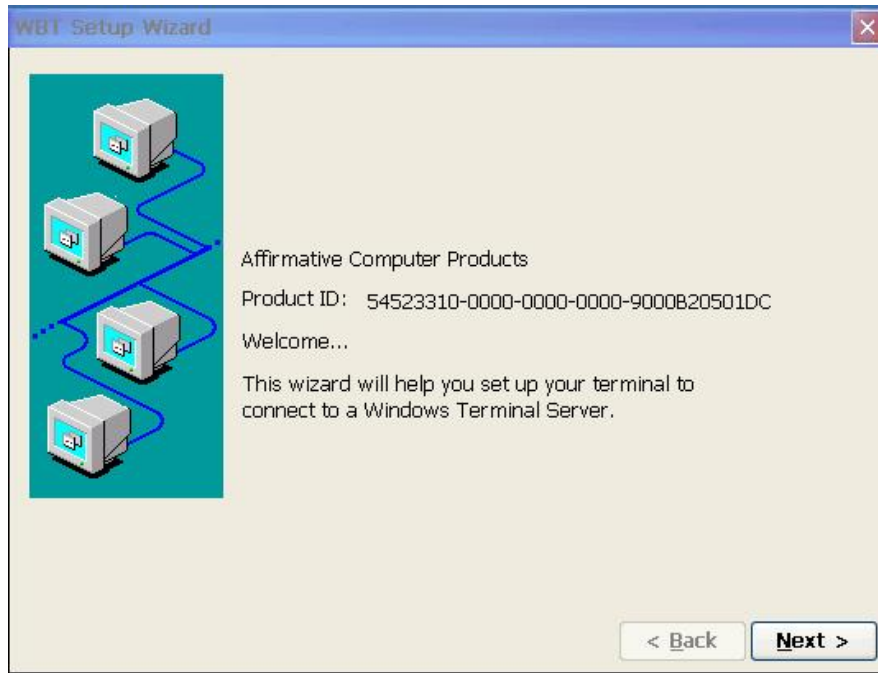 WBT Setup Wizard
Affirmative Computer Products
Product ID: 54523310-0000-0000-0000-9000B20501DC
Welcome...
This wizard will help you set up your terminal to
connect to a Windows Terminal Server.
< Back
Next >